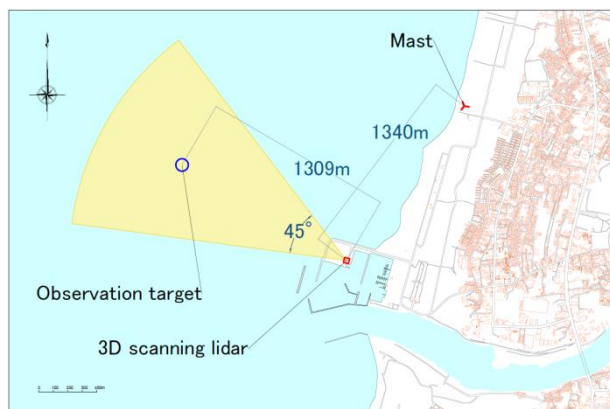 Mast
1340m
1309m
45°
Observation target
3D scanning lidar